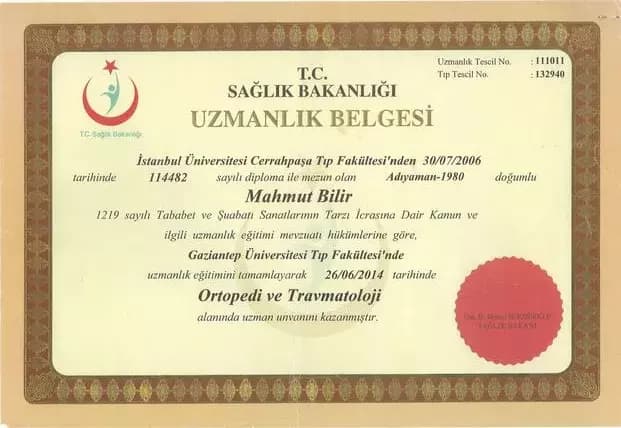 Uzmanlık Tescil No. : 111011
Tıp Tescil No. : 132940
T.C.
SAĞLIK BAKANLIĞI
UZMANLIK BELGESİ
T.C. Sağlık Bakanlığı
İstanbul Üniversitesi Cerrahpaşa Tıp Fakültesi'nden 30/07/2006
tarihinde 114482 sayılı diploma ile mezun olan Adıyaman-1980 doğumlu
Mahmut Bilir
1219 sayılı Tababet ve Şuabatı Sanatlarının Tarzı İcrasına Dair Kanun ve
ilgili uzmanlık eğitimi mevzuatı hükümlerine göre,
Gaziantep Üniversitesi Tıp Fakültesi'nde
uzmanlık eğitimini tamamlayarak 26/06/2014 tarihinde
Ortopedi ve Travmatoloji
alanında uzman unvanını kazanmıştır.
SAĞLIK BAKANI